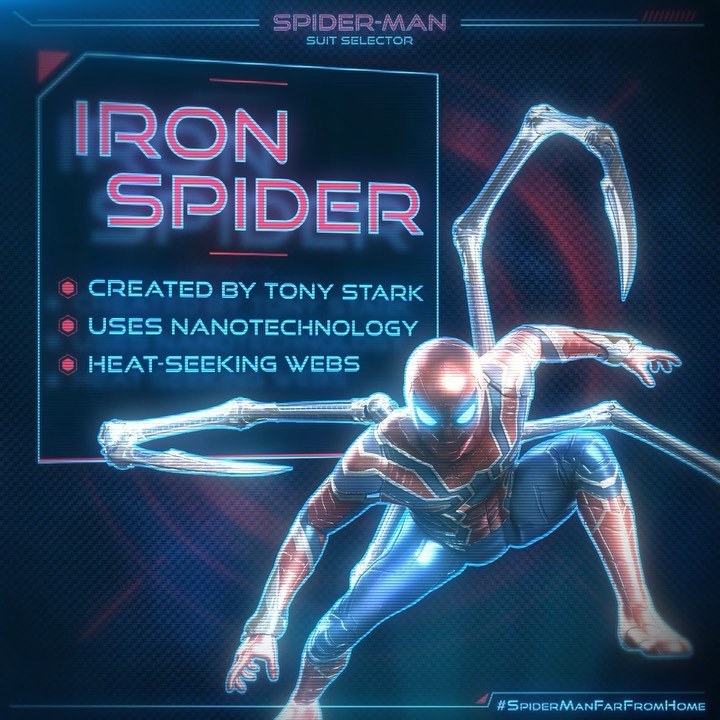 SPIDER-MAN
SUIT SELECTOR
IRON
SPIDER
CREATED BY TONY STARK
USES NANOTECHNOLOGY
HEAT-SEEKING WEBS
#SPIDERMANFARFROMHOME